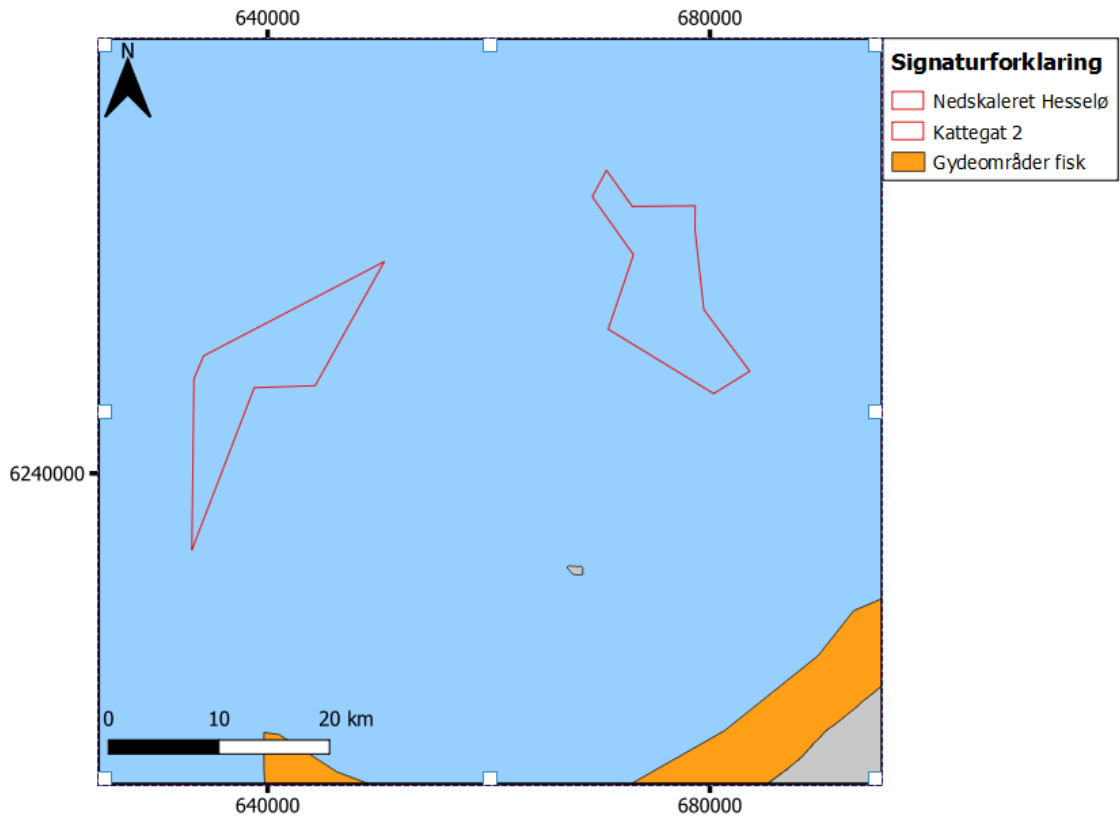 640000 680000
N
Signaturforklaring
Nedskaleret Hesselø
Kattegat 2
Gydeområder fisk
6240000
0 10 20 km
640000 680000